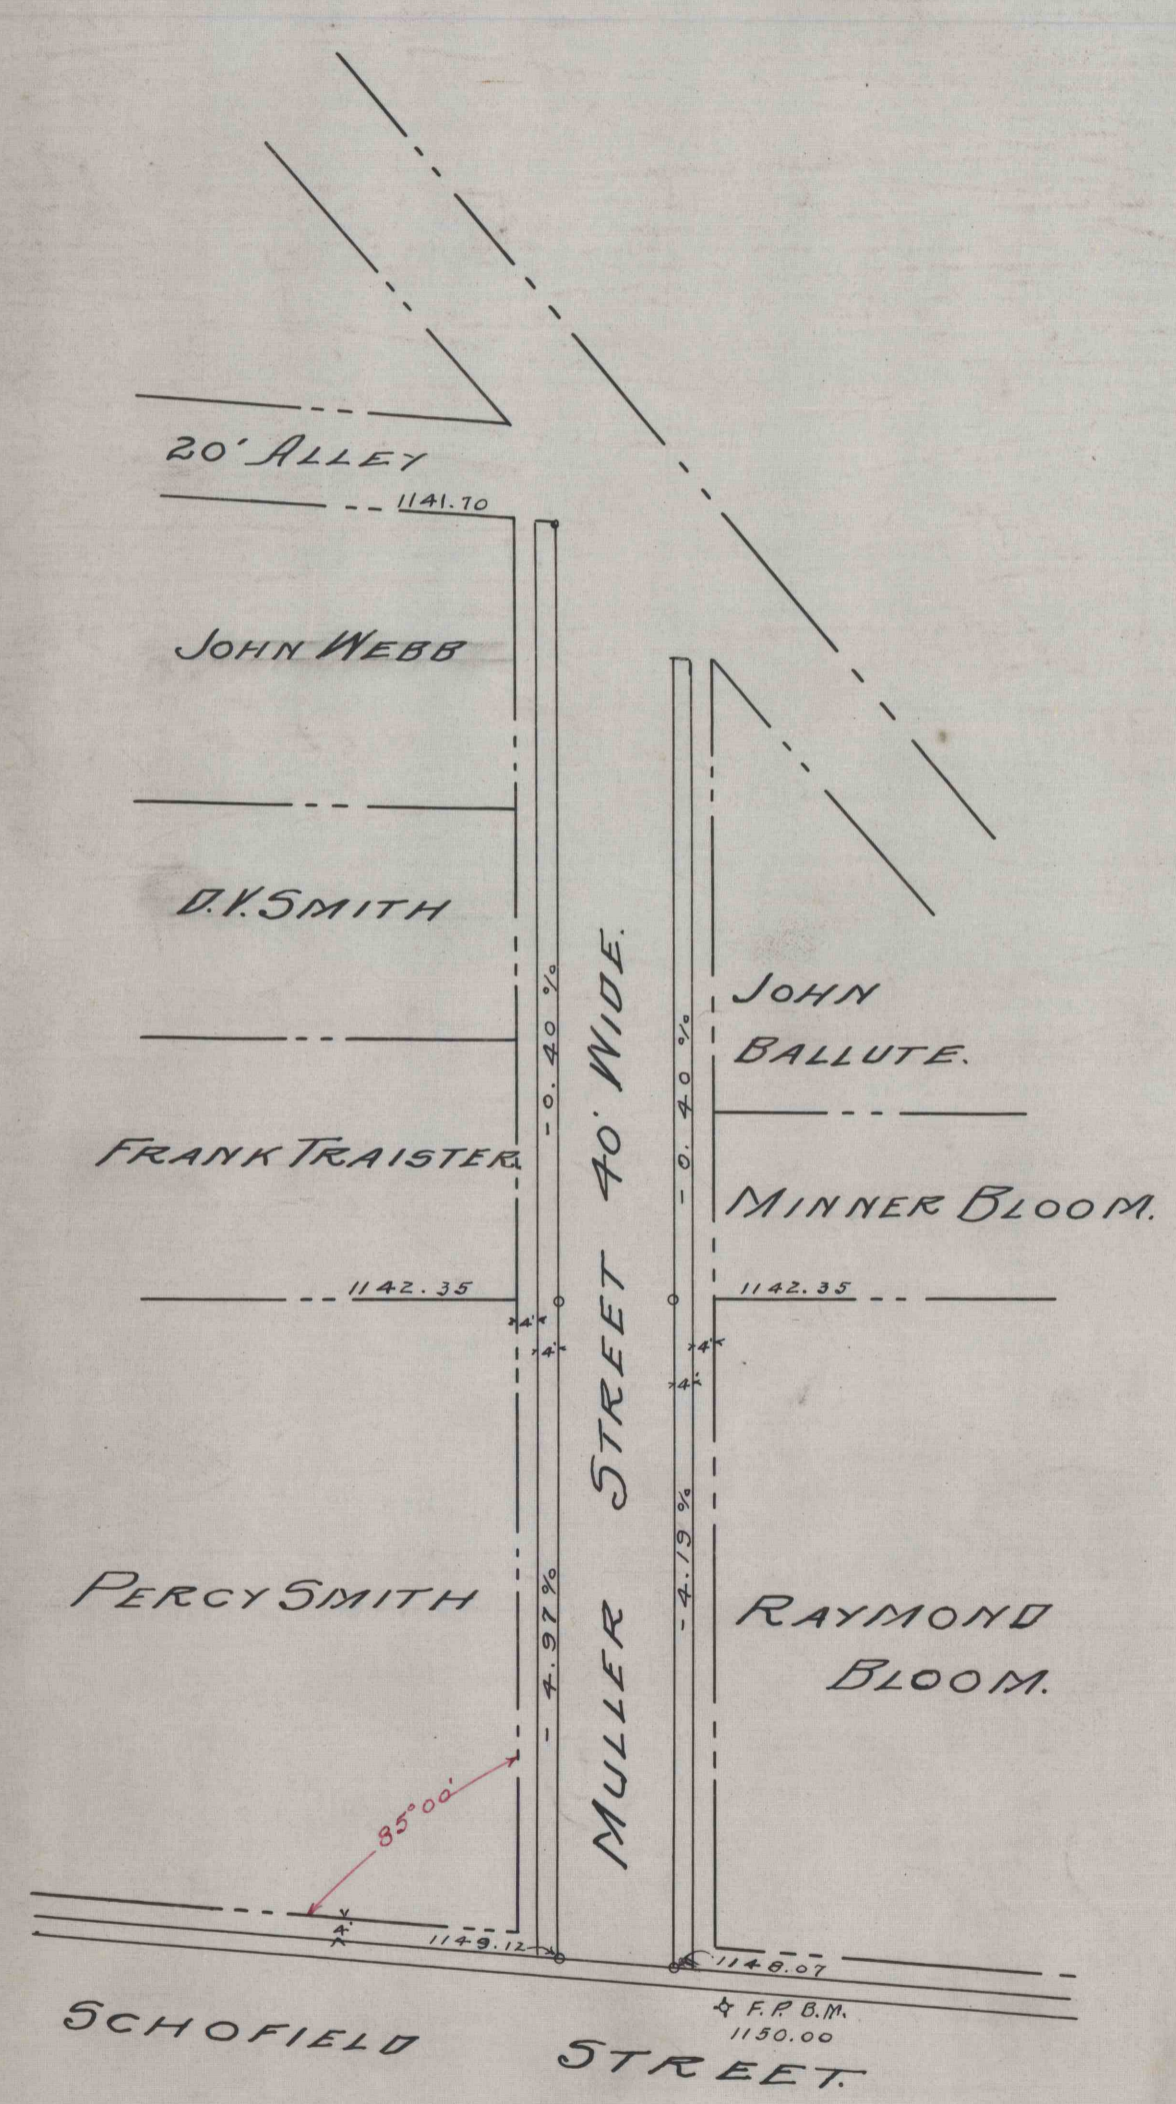 20' ALLEY
1141.70
JOHN WEBB
D.V. SMITH
- 0.40 %
- 0.40 %
JOHN
BALLUTE.
FRANK TRAISTER.
MINNER BLOOM.
1142.35
1142.35
4'
4'
4'
4'
MULLER STREET 40' WIDE.
- 4.97 %
- 4.19 %
PERCY SMITH
RAYMOND
BLOOM.
85°00'
4'
1149.12
1148.07
F.P. B.M.
1150.00
SCHOFIELD STREET.